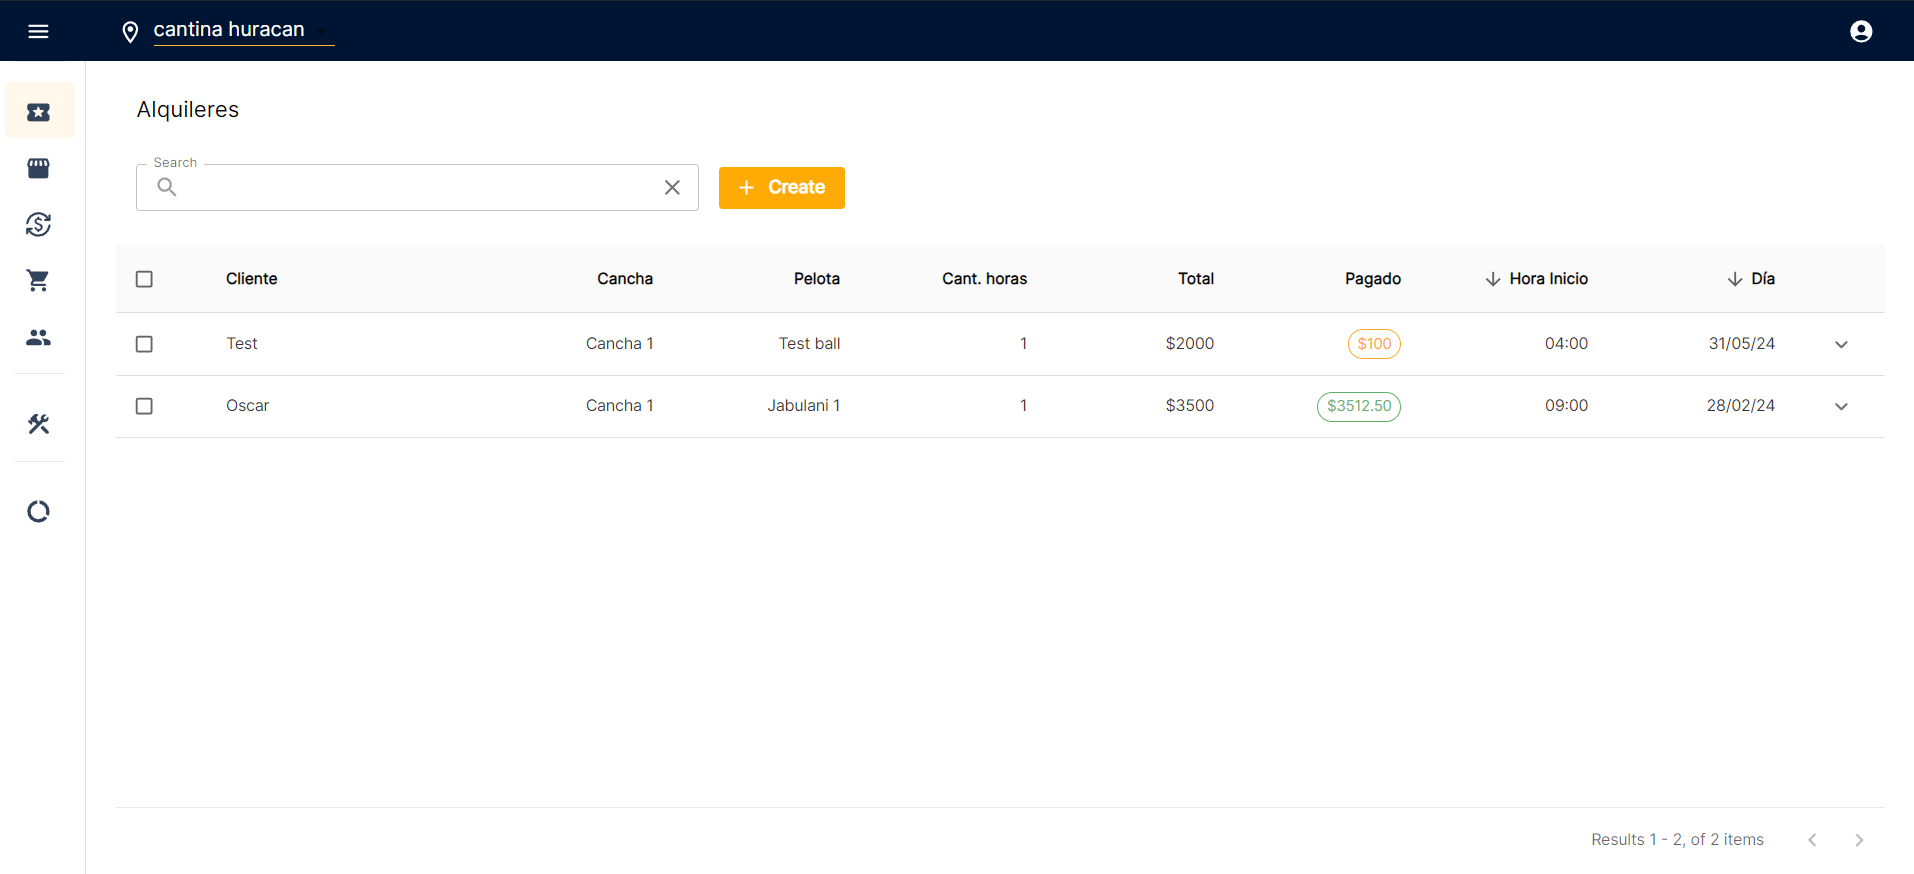 cantina huracan
Alquileres
Search
Create
Cliente Cancha Pelota Cant. horas Total Pagado Hora Inicio Día
Test Cancha 1 Test ball 1 $2000 $100 04:00 31/05/24
Oscar Cancha 1 Jabulani 1 1 $3500 $3512.50 09:00 28/02/24
Results 1 - 2, of 2 items